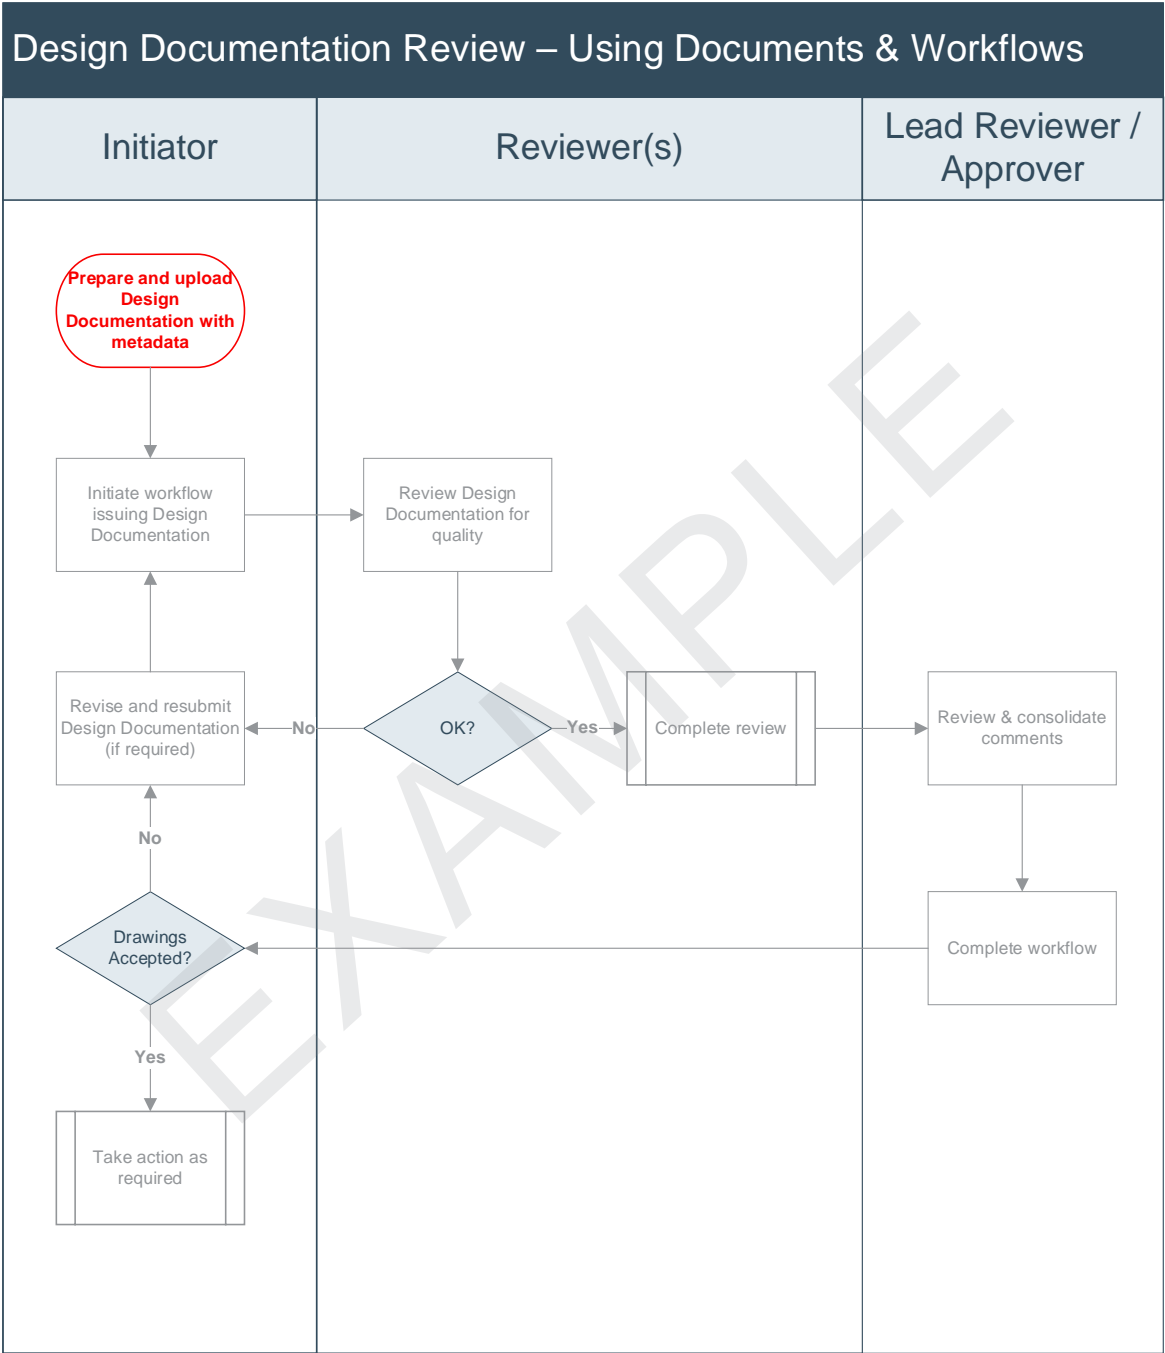 Design Documentation Review – Using Documents & Workflows
Initiator
Reviewer(s)
Lead Reviewer /
Approver
Prepare and upload
Design
Documentation with
metadata
Initiate workflow
issuing Design
Documentation
Review Design
Documentation for
quality
Revise and resubmit
Design Documentation
(if required)
No
OK?
Yes
Complete review
Review & consolidate
comments
No
Drawings
Accepted?
Complete workflow
Yes
Take action as
required
EXAMPLE